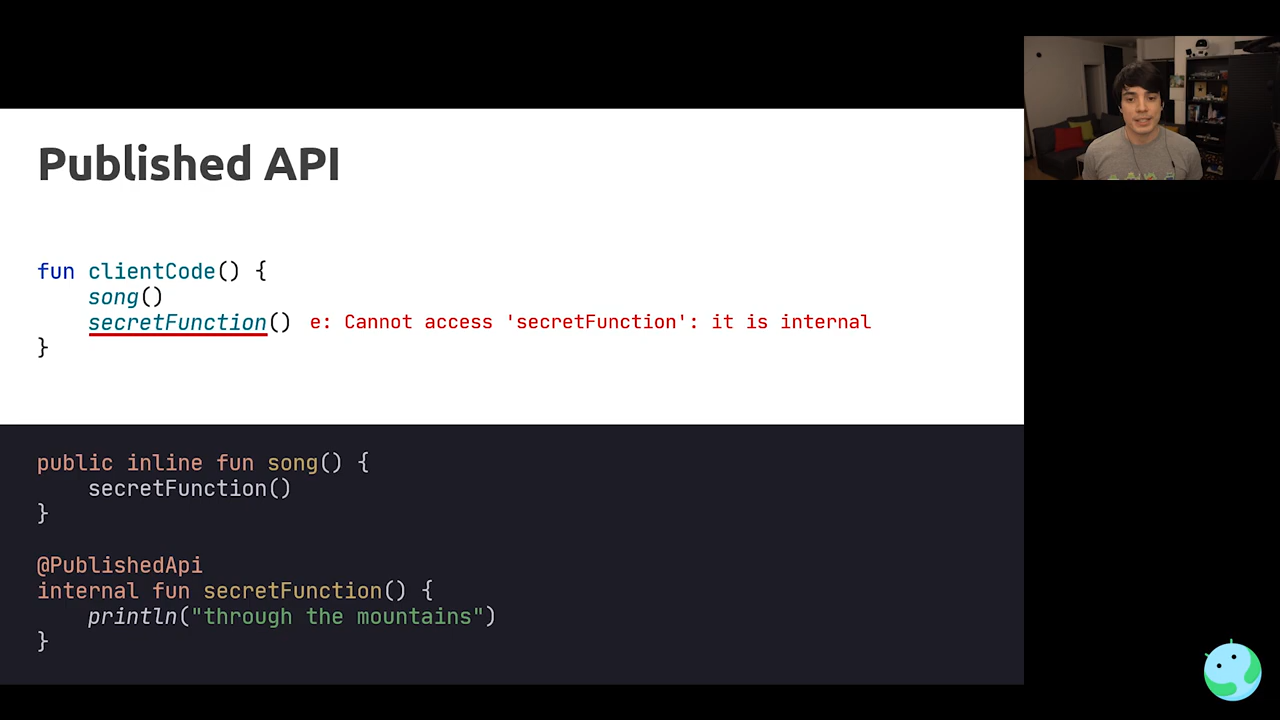 Published API
fun clientCode() {
    song()
    secretFunction() e: Cannot access 'secretFunction': it is internal
}
public inline fun song() {
    secretFunction()
}
@PublishedApi
internal fun secretFunction() {
    println("through the mountains")
}